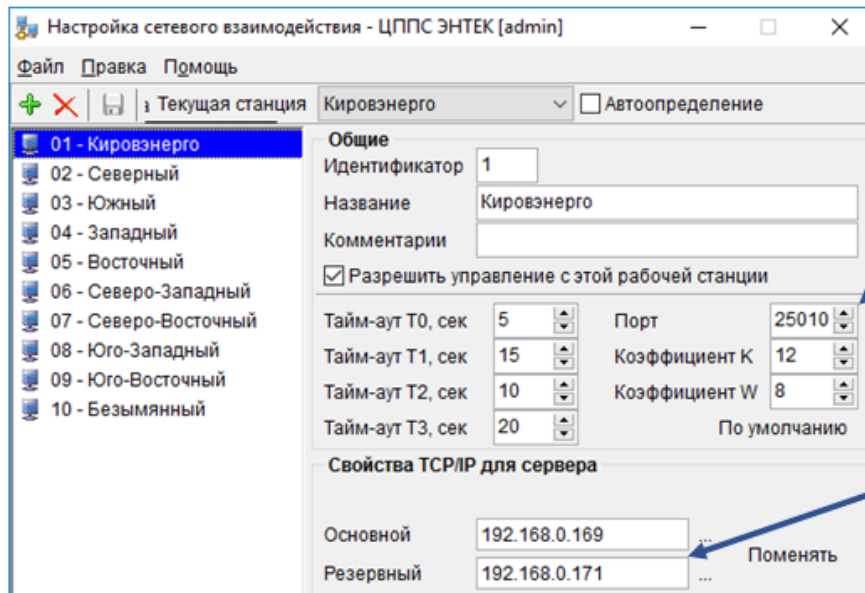 Настройка сетевого взаимодействия - ЦППС ЭНТЕК [admin]
Файл Правка Помощь
Текущая станция Кировэнерго Автоопределение
01 - Кировэнерго
02 - Северный
03 - Южный
04 - Западный
05 - Восточный
06 - Северо-Западный
07 - Северо-Восточный
08 - Юго-Западный
09 - Юго-Восточный
10 - Безымянный
Общие
Идентификатор 1
Название Кировэнерго
Комментарии
Разрешить управление с этой рабочей станции
Тайм-аут T0, сек 5 Порт 25010
Тайм-аут T1, сек 15 Коэффициент K 12
Тайм-аут T2, сек 10 Коэффициент W 8
Тайм-аут T3, сек 20 По умолчанию
Свойства TCP/IP для сервера
Основной 192.168.0.169 ...
Поменять
Резервный 192.168.0.171 ...